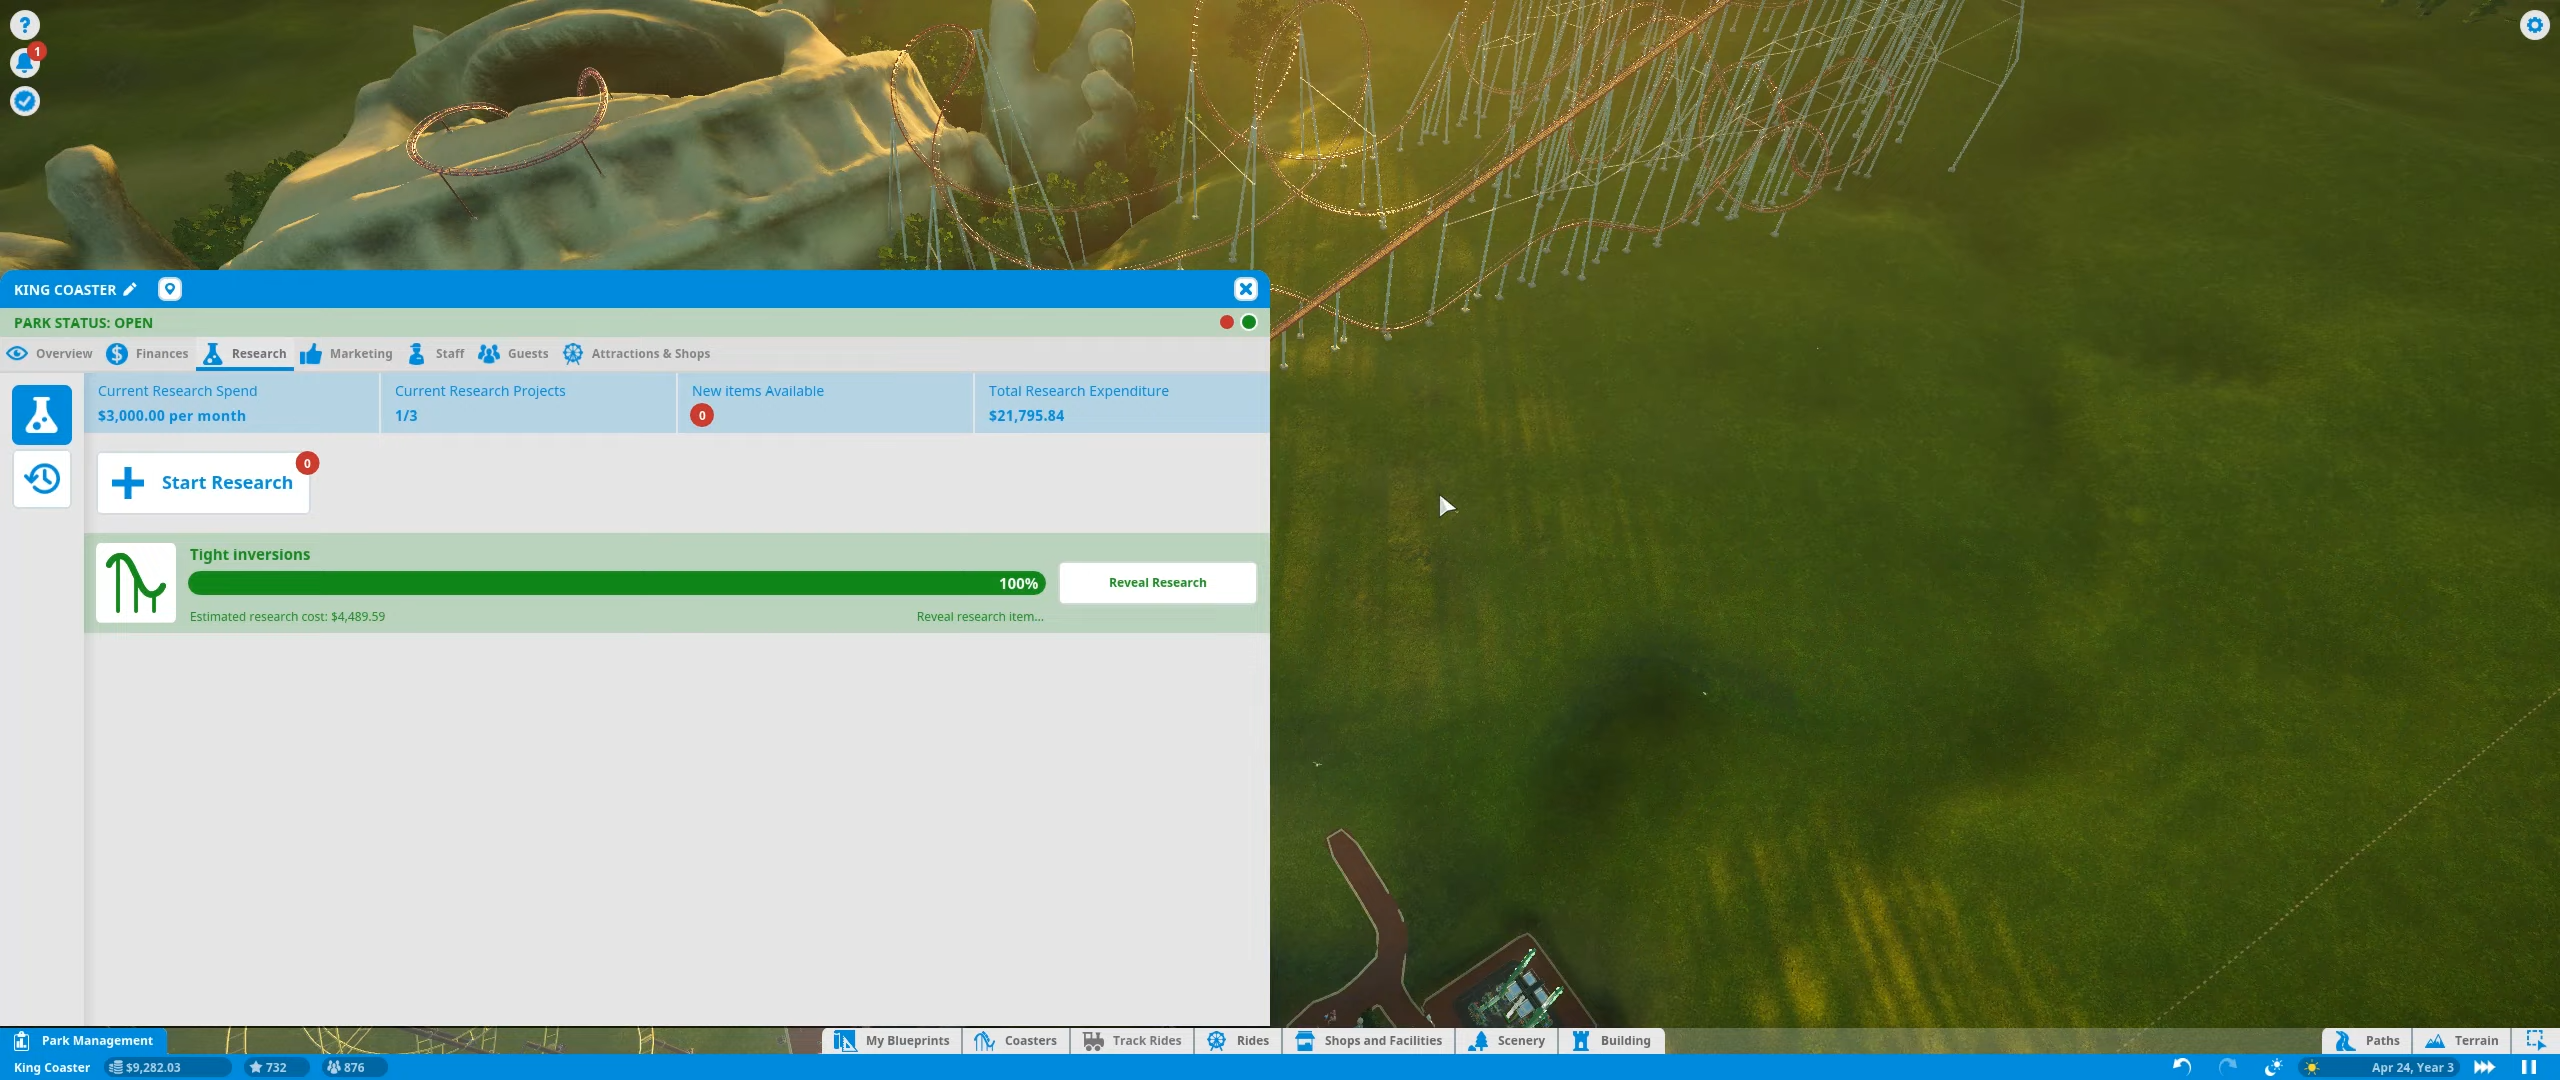 ?
1
KING COASTER
PARK STATUS: OPEN
Overview
Finances
Research
Marketing
Staff
Guests
Attractions & Shops
Current Research Spend
$3,000.00 per month
Current Research Projects
1/3
New items Available
0
Total Research Expenditure
$21,795.84
Start Research
0
Tight inversions
100%
Reveal Research
Estimated research cost: $4,489.59
Reveal research item...
Park Management
My Blueprints
Coasters
Track Rides
Rides
Shops and Facilities
Scenery
Building
Paths
Terrain
King Coaster
$9,282.03
732
876
Apr 24, Year 3